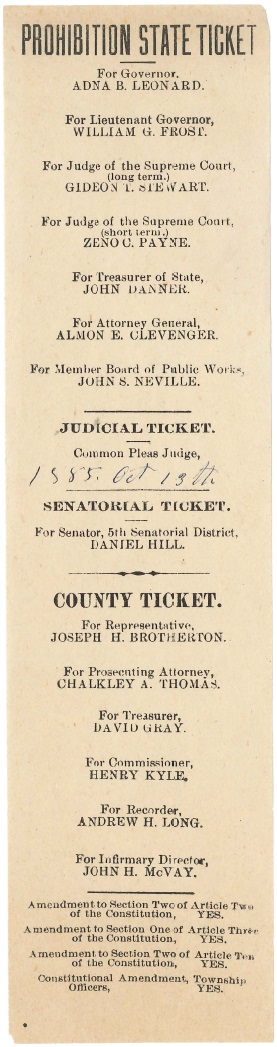 PROHIBITION STATE TICKET
For Governor,
ADNA B. LEONARD.
For Lieutenant Governor,
WILLIAM G. FROST.
For Judge of the Supreme Court,
(long term.)
GIDEON T. STEWART.
For Judge of the Supreme Court,
(short term.)
ZENO C. PAYNE.
For Treasurer of State,
JOHN DANNER.
For Attorney General,
ALMON E. CLEVENGER.
For Member Board of Public Works,
JOHN S. NEVILLE.
JUDICIAL TICKET.
Common Pleas Judge,
1885. Oct 13th
SENATORIAL TICKET.
For Senator, 5th Senatorial District,
DANIEL HILL.
COUNTY TICKET.
For Representative,
JOSEPH H. BROTHERTON.
For Prosecuting Attorney,
CHALKLEY A. THOMAS.
For Treasurer,
DAVID GRAY.
For Commissioner,
HENRY KYLE.
For Recorder,
ANDREW H. LONG.
For Infirmary Director,
JOHN H. McVAY.
Amendment to Section Two of Article Two
of the Constitution, YES.
Amendment to Section One of Article Three
of the Constitution, YES.
Amendment to Section Two of Article Ten
of the Constitution, YES.
Constitutional Amendment, Township
Officers, YES.